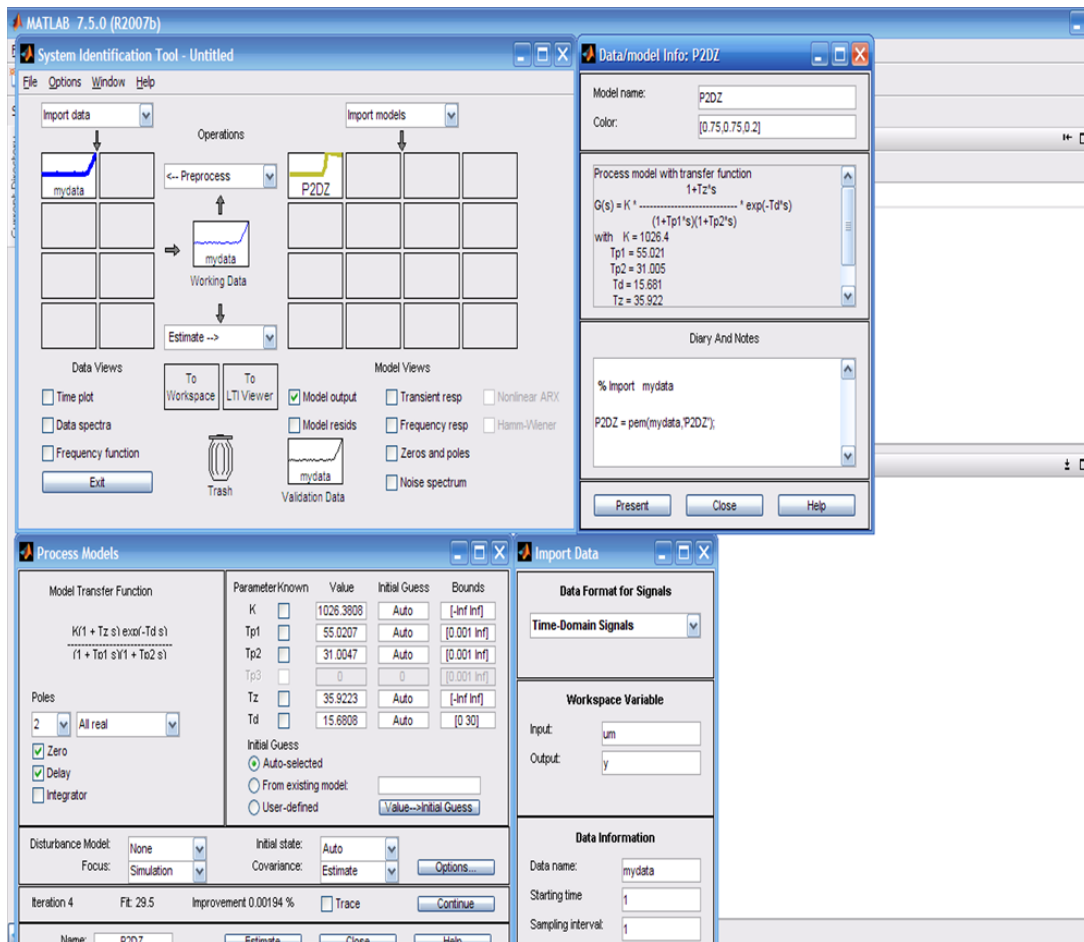 MATLAB 7.5.0 (R2007b)
System Identification Tool - Untitled
File Options Window Help
Import data
Import models
Operations
mydata
<-- Preprocess
P2DZ
mydata
Working Data
Estimate -->
Data Views
To Workspace
To LTI Viewer
Model Views
Time plot
Data spectra
Frequency function
Exit
Trash
Model output
Model resids
mydata
Validation Data
Transient resp
Frequency resp
Zeros and poles
Noise spectrum
Nonlinear ARX
Hamm-Wiener
Data/model Info: P2DZ
Model name: P2DZ
Color: [0.75,0.75,0.2]
Process model with transfer function
1+Tz*s
G(s) = K * ---------------------------- * exp(-Td*s)
(1+Tp1*s)(1+Tp2*s)
with K = 1026.4
Tp1 = 55.021
Tp2 = 31.005
Td = 15.681
Tz = 35.922
Diary And Notes
% Import mydata
P2DZ = pem(mydata,'P2DZ');
Present Close Help
Process Models
Model Transfer Function
K(1 + Tz s) exp(-Td s)
(1 + Tp1 s)(1 + Tp2 s)
Poles
2 All real
Zero
Delay
Integrator
Parameter Known Value Initial Guess Bounds
K 1026.3808 Auto [-Inf Inf]
Tp1 55.0207 Auto [0.001 Inf]
Tp2 31.0047 Auto [0.001 Inf]
Tp3 0 0 [0.001 Inf]
Tz 35.9223 Auto [-Inf Inf]
Td 15.6808 Auto [0 30]
Initial Guess
Auto-selected
From existing model:
User-defined
Value-->Initial Guess
Disturbance Model: None
Initial state: Auto
Focus: Simulation
Covariance: Estimate
Options...
Iteration 4 Fit: 29.5 Improvement 0.00194 % Trace Continue
Name: P2DZ Estimate Close Help
Import Data
Data Format for Signals
Time-Domain Signals
Workspace Variable
Input: um
Output: y
Data Information
Data name: mydata
Starting time 1
Sampling interval: 1